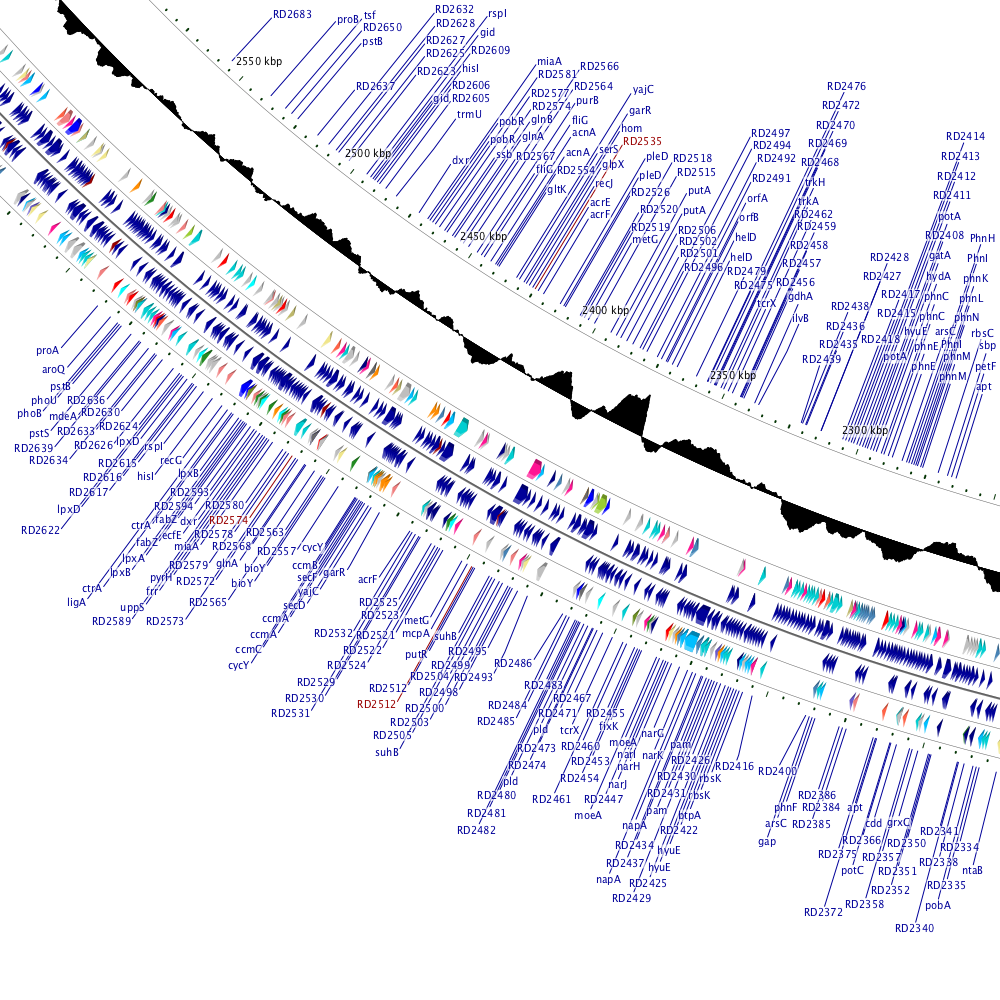 RD2683
proB
tsf
RD2650
pstB
RD2632
RD2628
rspI
gid
RD2627
RD2625
RD2609
RD2623
hisI
RD2637
RD2606
gid
RD2605
trmU
2550 kbp
2500 kbp
miaA
RD2581
RD2566
RD2577
RD2564
RD2574
purB
glnB
fliG
pobR
acnA
pobR
glnA
ssb
RD2567
acnA
dxr
fliG
RD2554
gltK
yajC
garR
hom
RD2535
serS
glpX
recJ
acrE
acrF
2450 kbp
pleD
RD2518
RD2515
pleD
RD2526
putA
RD2520
putA
RD2519
metG
RD2506
RD2502
RD2501
RD2496
2400 kbp
RD2497
RD2494
RD2492
RD2491
orfA
orfB
helD
helD
RD2479
RD2475
tcrX
RD2476
RD2472
RD2470
RD2469
RD2468
trkH
trkA
RD2462
RD2459
RD2458
RD2457
RD2456
gdhA
ilvB
2350 kbp
RD2438
RD2436
RD2435
RD2439
RD2428
RD2427
RD2417
RD2415
RD2418
potA
2300 kbp
RD2414
RD2413
RD2412
RD2411
potA
RD2408
gatA
hydA
phnC
phnC
hyuE
arsC
phnE
PhnI
phnE
phnM
phnM
PhnH
PhnI
phnK
phnL
phnN
rbsC
sbp
petF
apt
proA
aroQ
pstB
phoU
RD2636
phoB
mdeA
RD2630
pstS
RD2633
RD2624
RD2639
RD2626
lpxD
rspI
RD2634
RD2615
recG
RD2616
hisI
lpxB
RD2617
RD2593
lpxD
RD2594
RD2580
RD2622
ctrA
fabZ
dxr
RD2574
fabZ
ecfE
RD2578
RD2563
lpxA
miaA
RD2568
RD2557
cycY
lpxB
RD2579
glnA
bioY
ctrA
pyrH
RD2572
bioY
ligA
frr
uppS
RD2565
RD2589
RD2573
ccmB
garR
secF
yajC
secD
ccmA
ccmA
ccmC
cycY
acrF
RD2525
RD2523
RD2532
RD2521
RD2522
RD2524
RD2529
RD2530
RD2531
metG
mcpA
suhB
putR
RD2495
RD2499
RD2504
RD2493
RD2512
RD2498
RD2512
RD2500
RD2503
RD2505
suhB
RD2486
RD2483
RD2484
RD2467
RD2485
RD2471
RD2455
pld
tcrX
fixK
RD2473
RD2460
moeA
RD2474
RD2453
narI
pld
RD2454
narH
RD2480
RD2461
RD2447
narJ
RD2481
moeA
RD2482
narG
narK
pam
RD2426
RD2430
rbsK
RD2416
RD2431
rbsK
pam
btpA
napA
RD2422
RD2434
hyuE
RD2437
hyuE
napA
RD2425
RD2429
RD2400
RD2386
phnF
RD2384
apt
arsC
RD2385
gap
cdd
grxC
RD2366
RD2350
RD2341
RD2375
RD2357
RD2334
potC
RD2351
RD2338
ntaB
RD2352
RD2335
RD2372
RD2358
pobA
RD2340